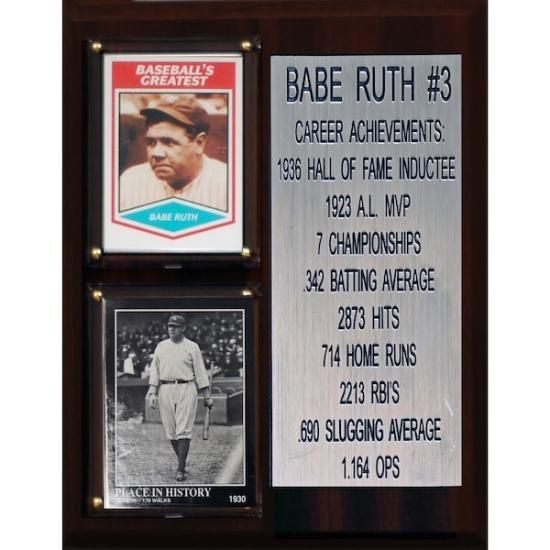 BASEBALL'S
GREATEST
BABE RUTH
PLACE IN HISTORY
170 WALKS
1930
BABE RUTH #3
CAREER ACHIEVEMENTS:
1936 HALL OF FAME INDUCTEE
1923 A.L. MVP
7 CHAMPIONSHIPS
.342 BATTING AVERAGE
2873 HITS
714 HOME RUNS
2213 RBI'S
.690 SLUGGING AVERAGE
1.164 OPS